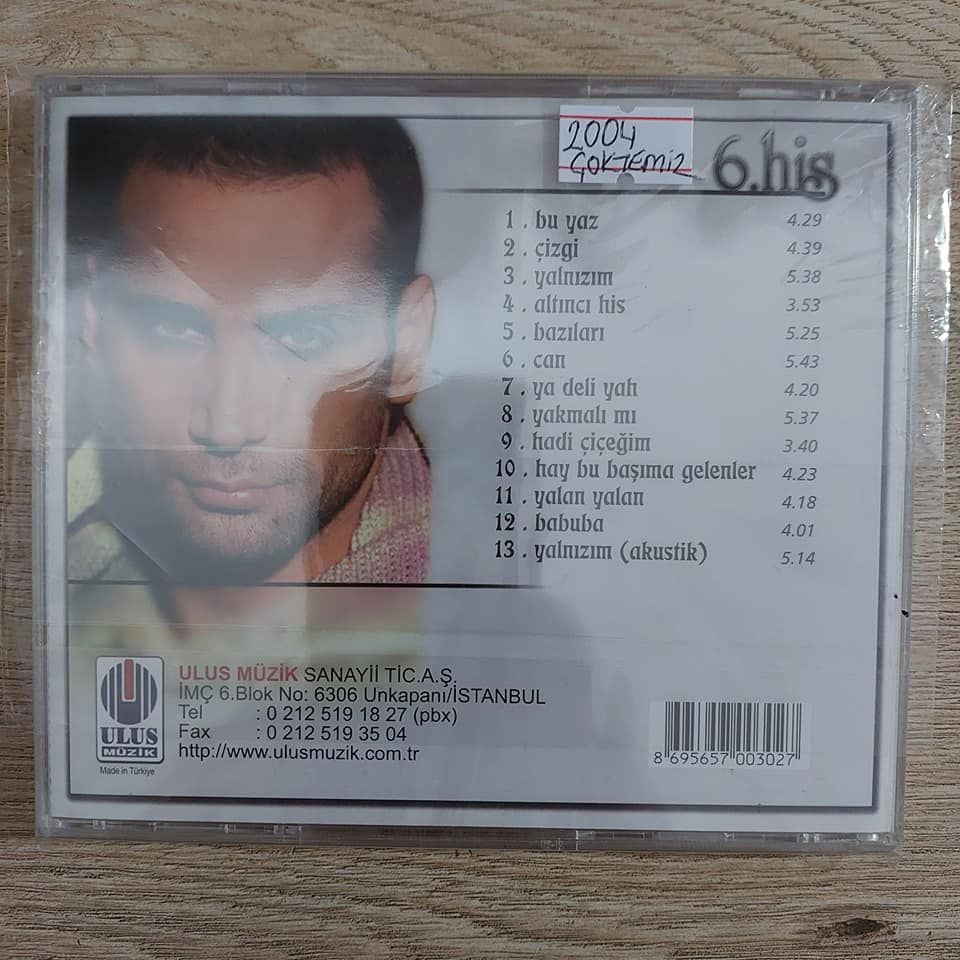 2004
ÇOK TEMİZ
6.his
1 . bu yaz 4.29
2 . çizgi 4.39
3 . yalnızım 5.38
4 . altıncı his 3.53
5 . bazıları 5.25
6 . can 5.43
7 . ya deli yah 4.20
8 . yakmalı mı 5.37
9 . hadi çiçeğim 3.40
10 . hay bu başıma gelenler 4.23
11 . yalan yalan 4.18
12 . babuba 4.01
13 . yalnızım (akustik) 5.14
ULUS MÜZİK SANAYİİ TİC.A.Ş.
İMÇ 6.Blok No: 6306 Unkapanı/İSTANBUL
Tel : 0 212 519 18 27 (pbx)
Fax : 0 212 519 35 04
http://www.ulusmuzik.com.tr
ULUS
MÜZİK
Made in Türkiye
8 695657 003027